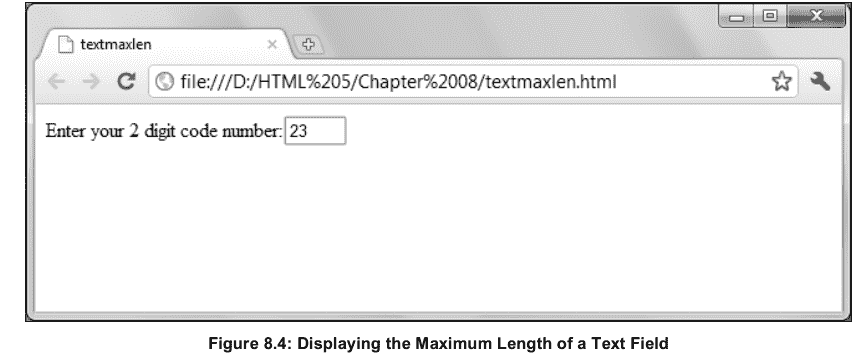 textmaxlen
file:///D:/HTML%205/Chapter%2008/textmaxlen.html
Enter your 2 digit code number: 23
Figure 8.4: Displaying the Maximum Length of a Text Field